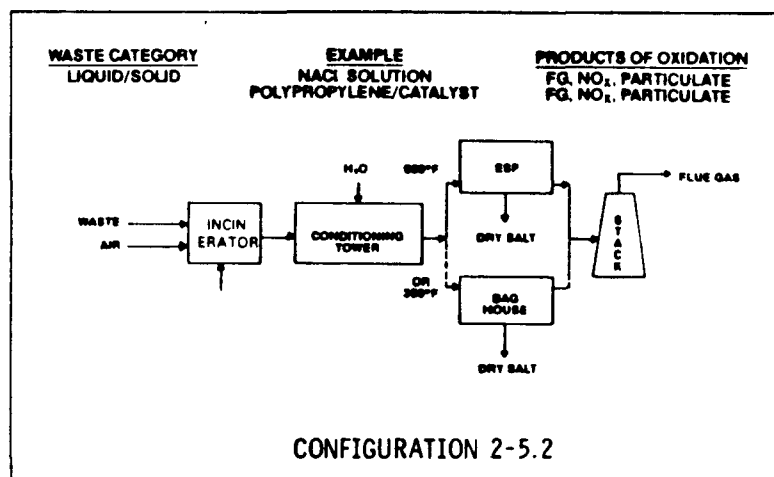 WASTE CATEGORY
LIQUID/SOLID
EXAMPLE
NACl SOLUTION
POLYPROPYLENE/CATALYST
PRODUCTS OF OXIDATION
FG, NOx, PARTICULATE
FG, NOx, PARTICULATE
WASTE
AIR
INCIN
ERATOR
H₂O
CONDITIONING
TOWER
ESP
DRY SALT
OR
BAG
HOUSE
DRY SALT
STACK
FLUE GAS
CONFIGURATION 2-5.2